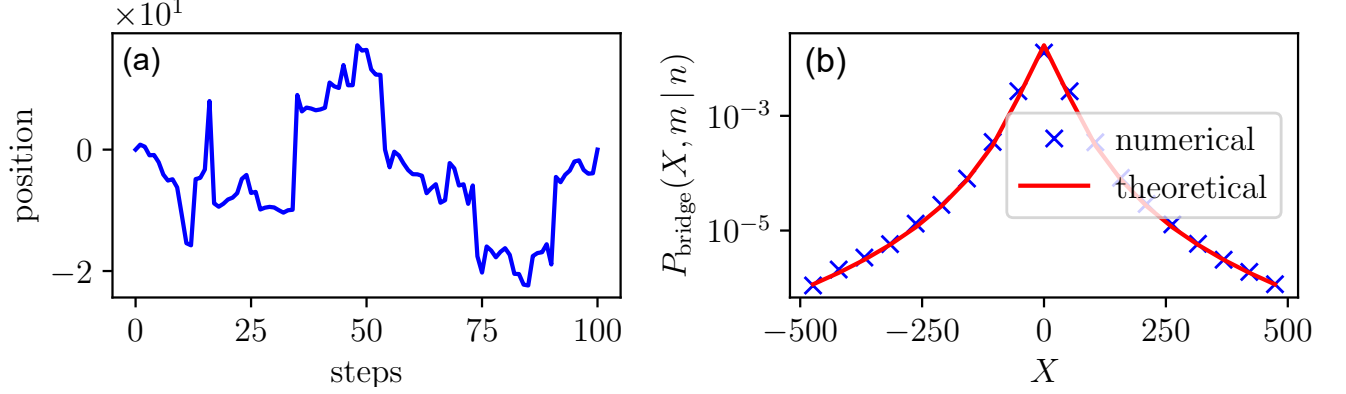 ×10¹
(a)
position
0
−2
0
25
50
75
100
steps
(b)
P_bridge(X, m | n)
10⁻³
10⁻⁵
numerical
theoretical
−500
−250
0
250
500
X